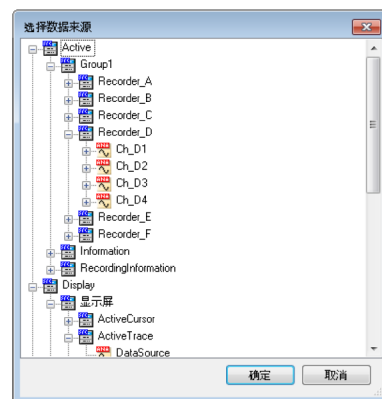 选择数据来源
Active
Group1
Recorder_A
Recorder_B
Recorder_C
Recorder_D
Ch_D1
Ch_D2
Ch_D3
Ch_D4
Recorder_E
Recorder_F
Information
RecordingInformation
Display
显示屏
ActiveCursor
ActiveTrace
DataSource
确定 取消